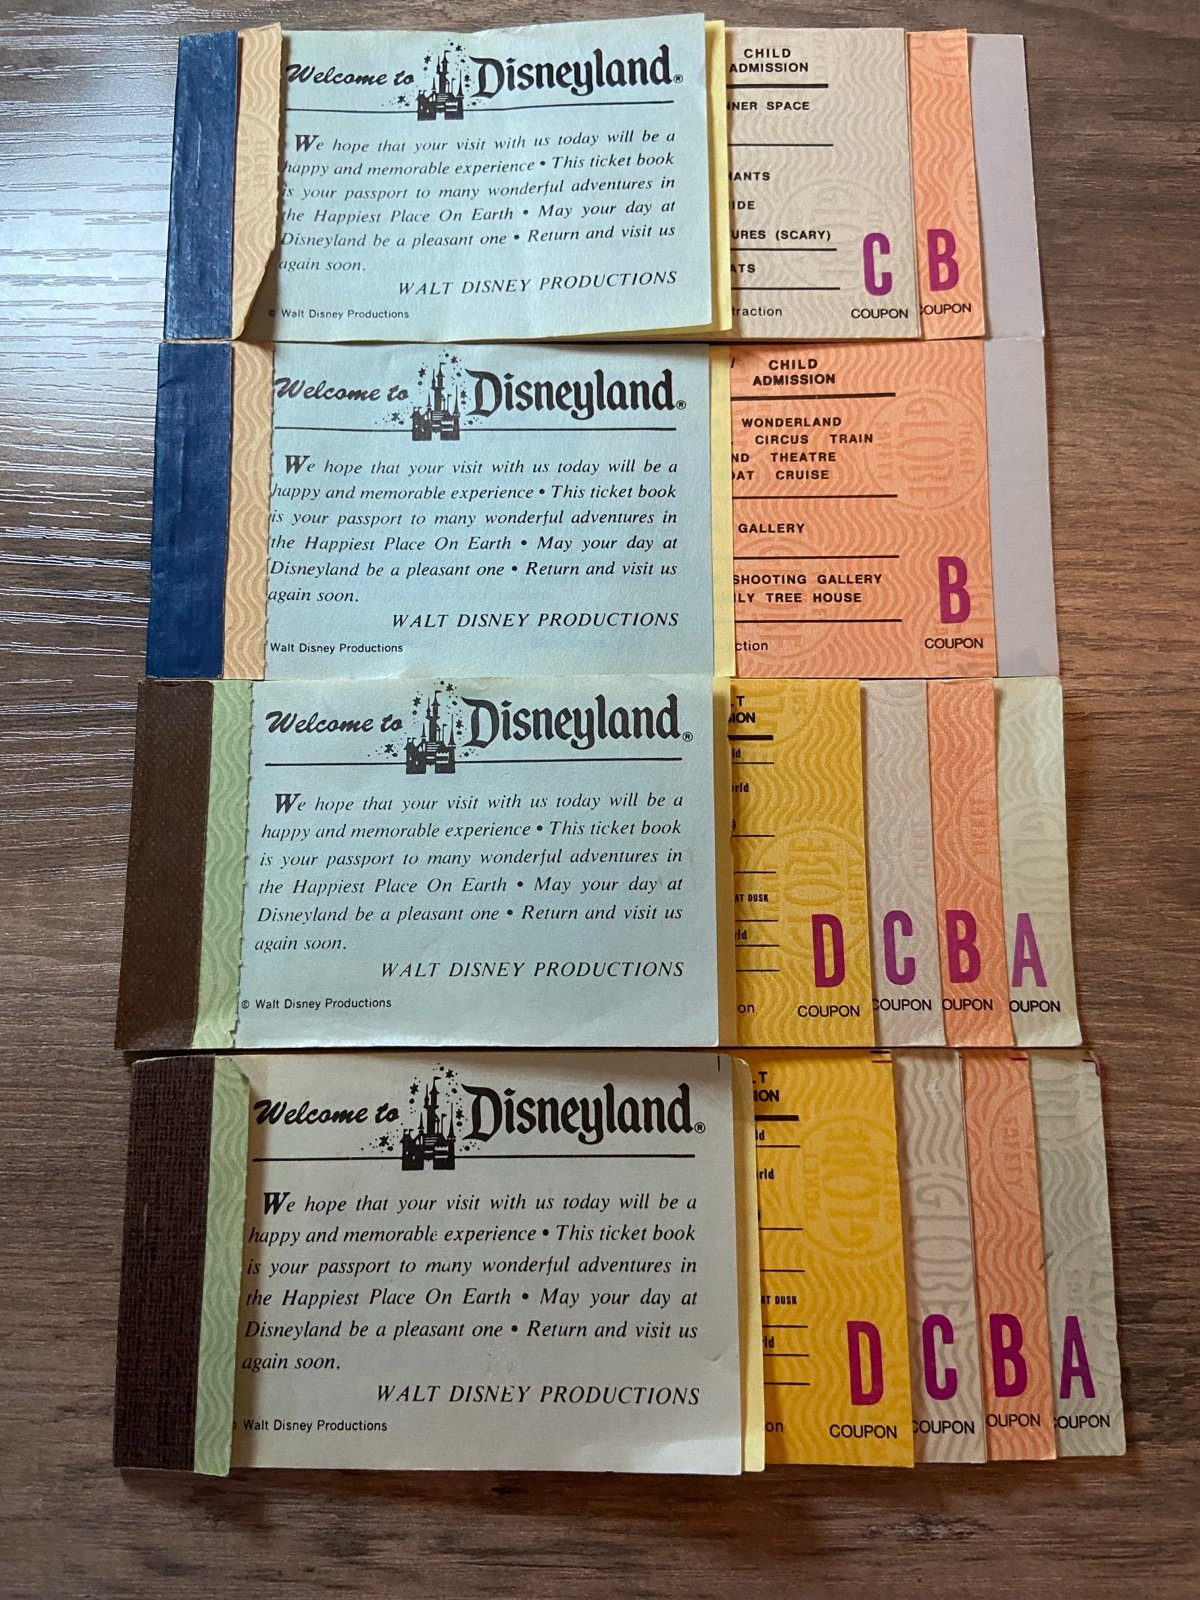 Welcome to Disneyland®
We hope that your visit with us today will be a
happy and memorable experience • This ticket book
is your passport to many wonderful adventures in
the Happiest Place On Earth • May your day at
Disneyland be a pleasant one • Return and visit us
again soon.
WALT DISNEY PRODUCTIONS
© Walt Disney Productions
CHILD
ADMISSION
SPACE
(SCARY)
C
COUPON
B
Welcome to Disneyland®
We hope that your visit with us today will be a
happy and memorable experience • This ticket book
is your passport to many wonderful adventures in
the Happiest Place On Earth • May your day at
Disneyland be a pleasant one • Return and visit us
again soon.
WALT DISNEY PRODUCTIONS
Walt Disney Productions
CHILD
ADMISSION
WONDERLAND
CIRCUS TRAIN
THEATRE
CRUISE
GALLERY
SHOOTING GALLERY
TREE HOUSE
B
COUPON
GLOBE
Welcome to Disneyland®
We hope that your visit with us today will be a
happy and memorable experience • This ticket book
is your passport to many wonderful adventures in
the Happiest Place On Earth • May your day at
Disneyland be a pleasant one • Return and visit us
again soon.
WALT DISNEY PRODUCTIONS
© Walt Disney Productions
AT DUSK
D
COUPON
C
COUPON
B
A
Welcome to Disneyland®
We hope that your visit with us today will be a
happy and memorable experience • This ticket book
is your passport to many wonderful adventures in
the Happiest Place On Earth • May your day at
Disneyland be a pleasant one • Return and visit us
again soon.
WALT DISNEY PRODUCTIONS
Walt Disney Productions
AT DUSK
D
COUPON
C
COUPON
B
A